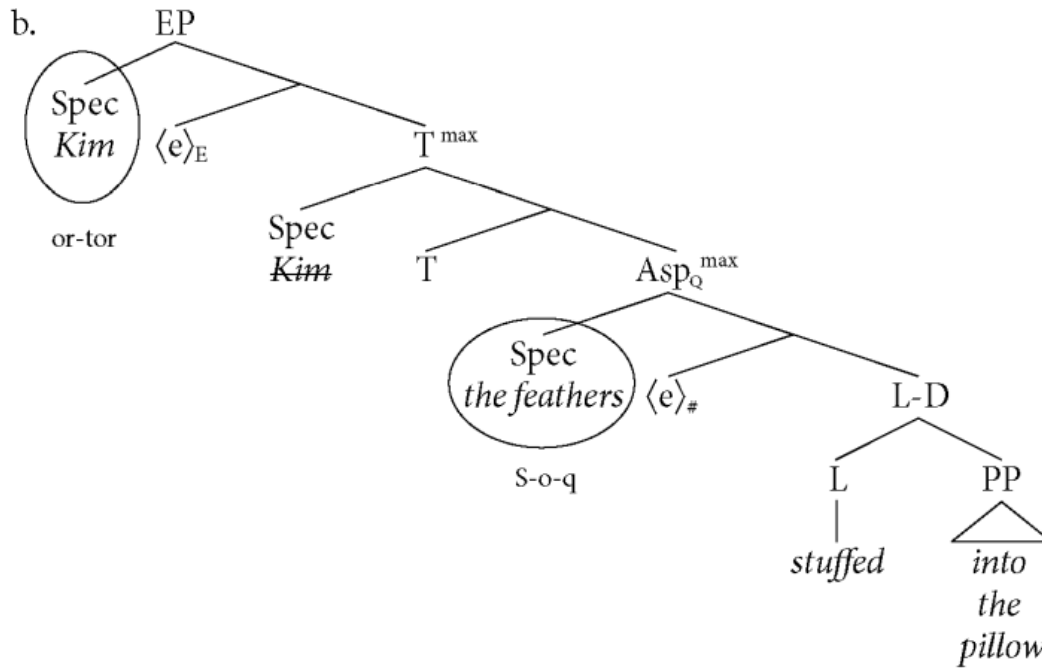 b. EP
Spec
Kim ⟨e⟩E Tmax
or-tor Spec
Kim T AspQmax
Spec
the feathers ⟨e⟩# L-D
S-o-q L PP
stuffed into
the
pillow